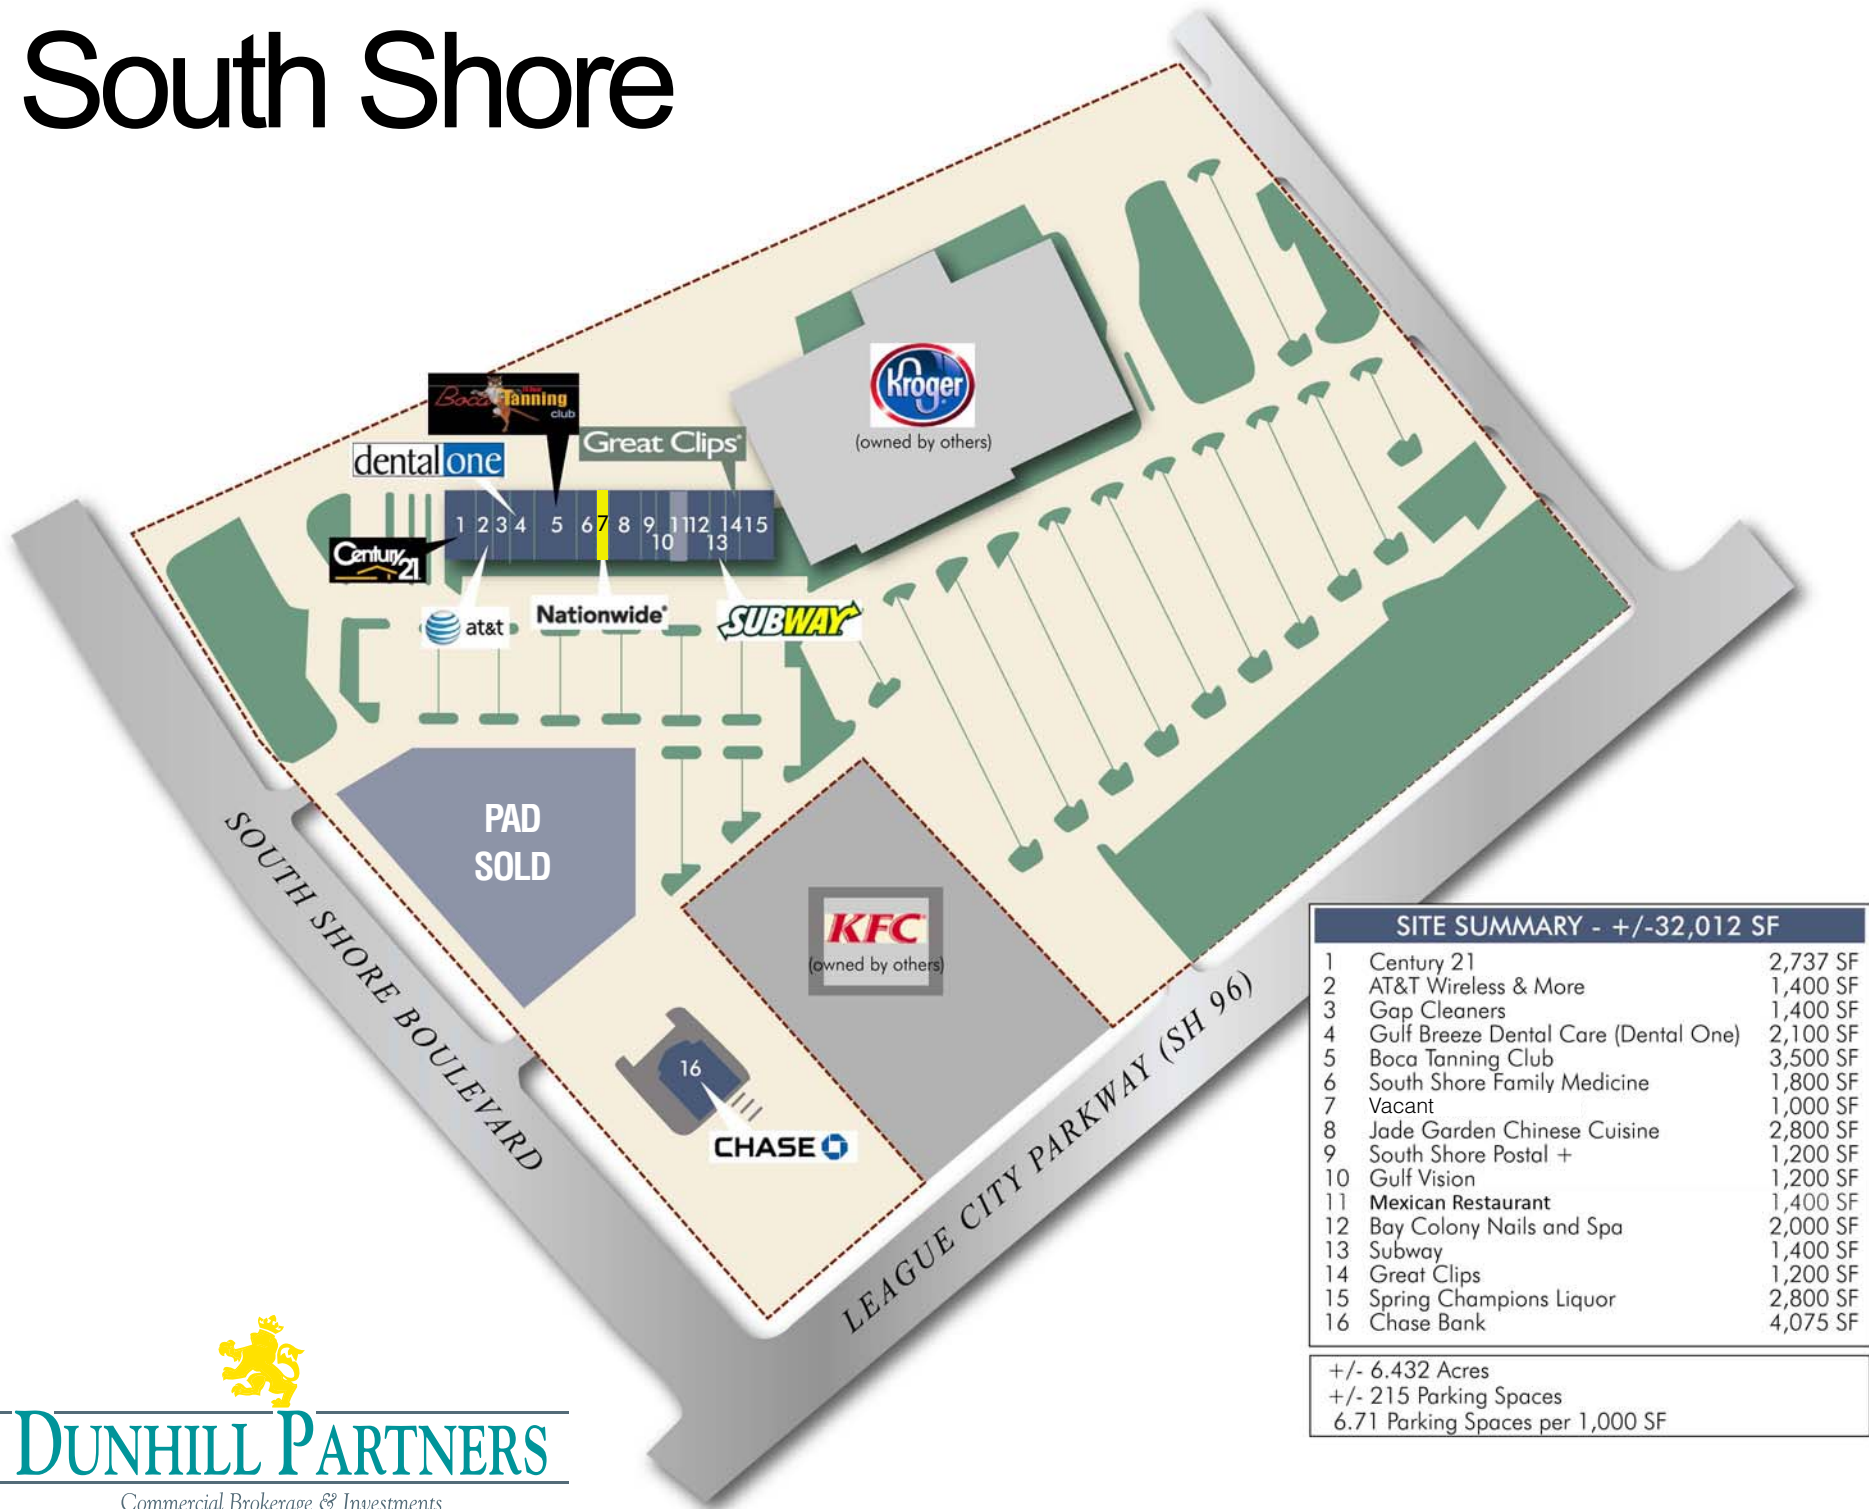 South Shore
Kroger
(owned by others)
Boca Tanning
club
dental one
Great Clips
1 2 3 4 5 6 7 8 9 10 11 12 13 14 15
Century 21
at&t
Nationwide
SUBWAY
PAD
SOLD
KFC
(owned by others)
16
CHASE
SOUTH SHORE BOULEVARD
LEAGUE CITY PARKWAY (SH 96)
SITE SUMMARY - +/-32,012 SF
1 Century 21 2,737 SF
2 AT&T Wireless & More 1,400 SF
3 Gap Cleaners 1,400 SF
4 Gulf Breeze Dental Care (Dental One) 2,100 SF
5 Boca Tanning Club 3,500 SF
6 South Shore Family Medicine 1,800 SF
7 Vacant 1,000 SF
8 Jade Garden Chinese Cuisine 2,800 SF
9 South Shore Postal + 1,200 SF
10 Gulf Vision 1,200 SF
11 Mexican Restaurant 1,400 SF
12 Bay Colony Nails and Spa 2,000 SF
13 Subway 1,400 SF
14 Great Clips 1,200 SF
15 Spring Champions Liquor 2,800 SF
16 Chase Bank 4,075 SF
+/- 6.432 Acres
+/- 215 Parking Spaces
6.71 Parking Spaces per 1,000 SF
DUNHILL PARTNERS
Commercial Brokerage & Investments